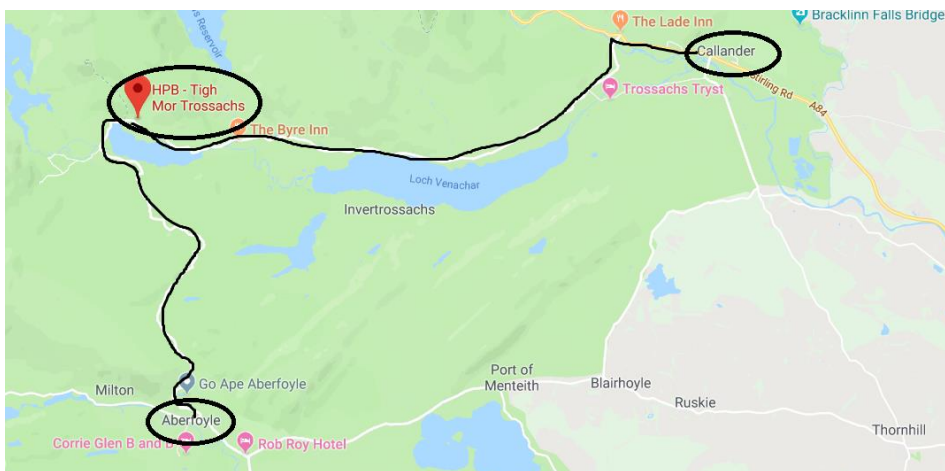 The Lade Inn
Bracklinn Falls Bridge
Callander
Reservoir
HPB - Tigh
Mor Trossachs
Trossachs Tryst
Stirling Rd
A84
The Byre Inn
Loch Venachar
Invertrossachs
Port of
Menteith
Milton
Go Ape Aberfoyle
Blairhoyle
Ruskie
Aberfoyle
Corrie Glen B and B
Rob Roy Hotel
Thornhill